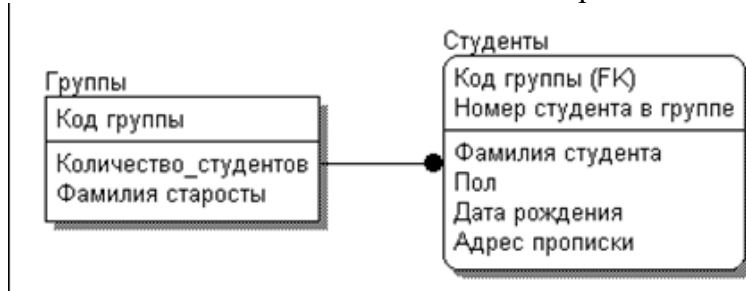 Группы
Код группы
Количество_студентов
Фамилия старосты
Студенты
Код группы (FK)
Номер студента в группе
Фамилия студента
Пол
Дата рождения
Адрес прописки